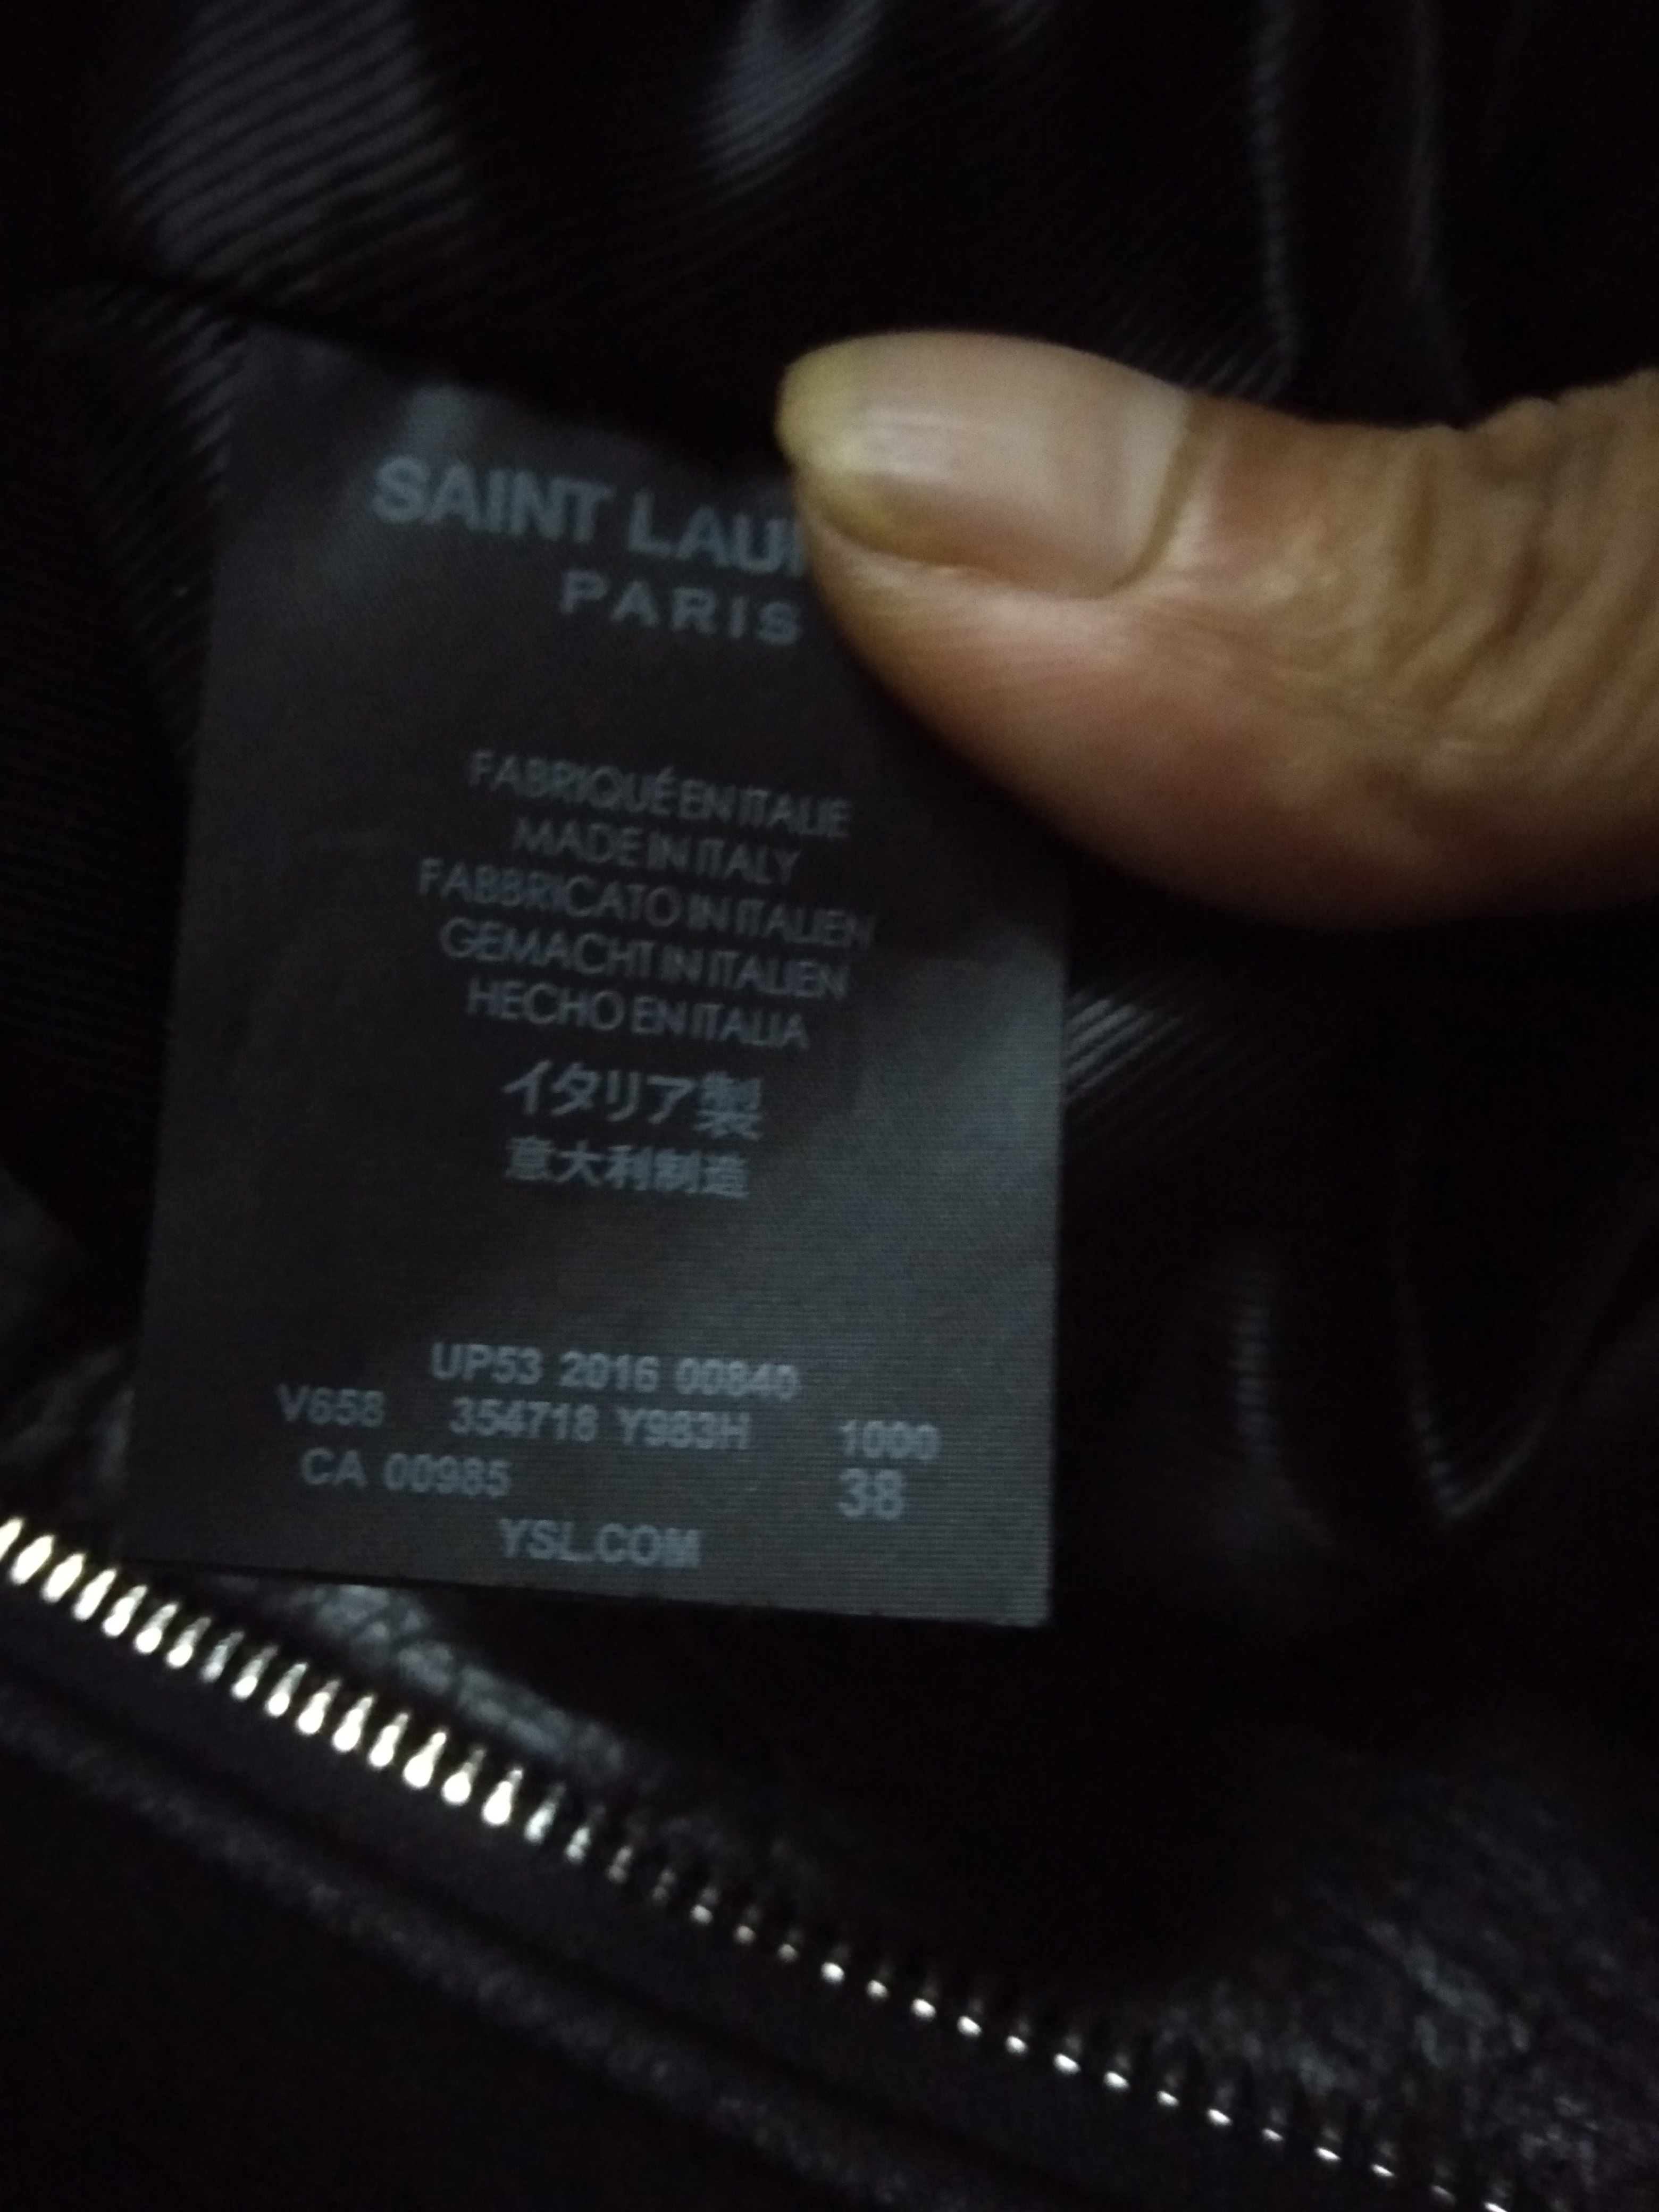 SAINT LAU
PARIS
FABRIQUÉ EN ITALIE
MADE IN ITALY
FABBRICATO IN ITALIEN
GEMACHT IN ITALIEN
HECHO EN ITALIA
イタリア製
意大利制造
UP53 2016 00840
V658 354718 Y983H 1000
CA 00985 38
YSL.COM